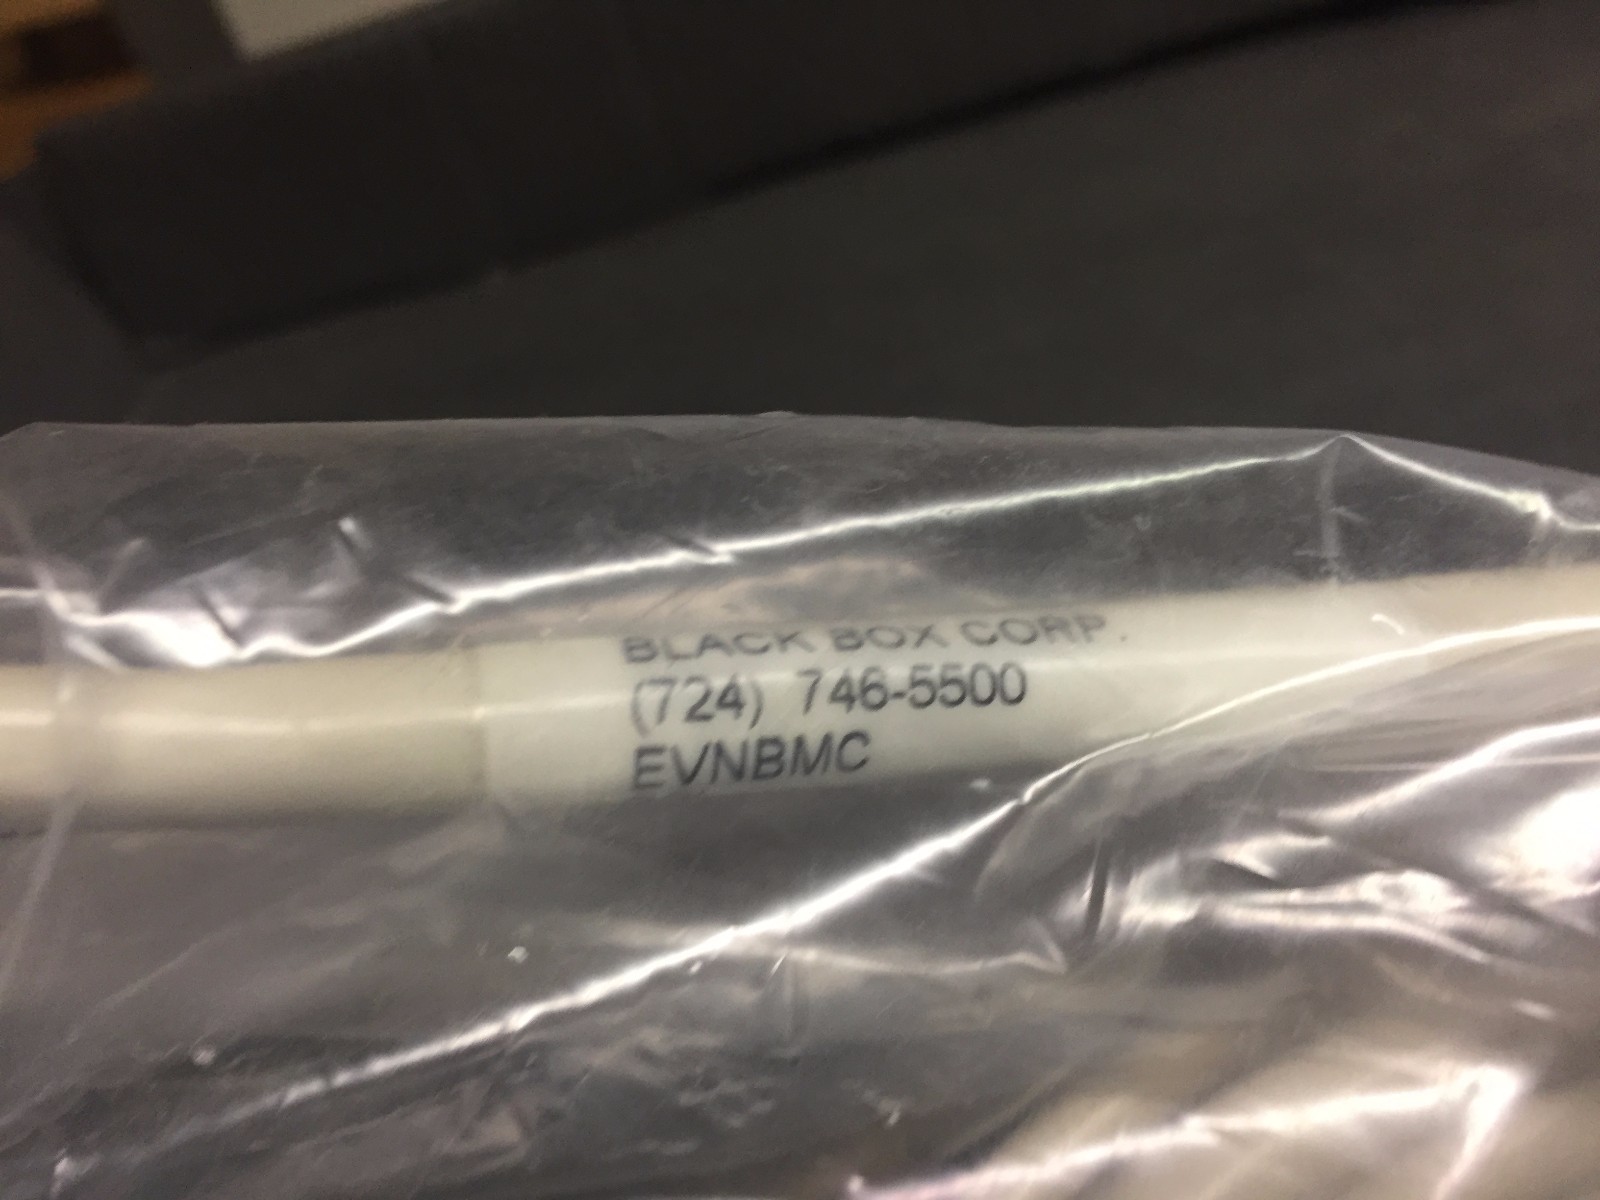 BLACK BOX CORP.
(724) 746-5500
EVNBMC